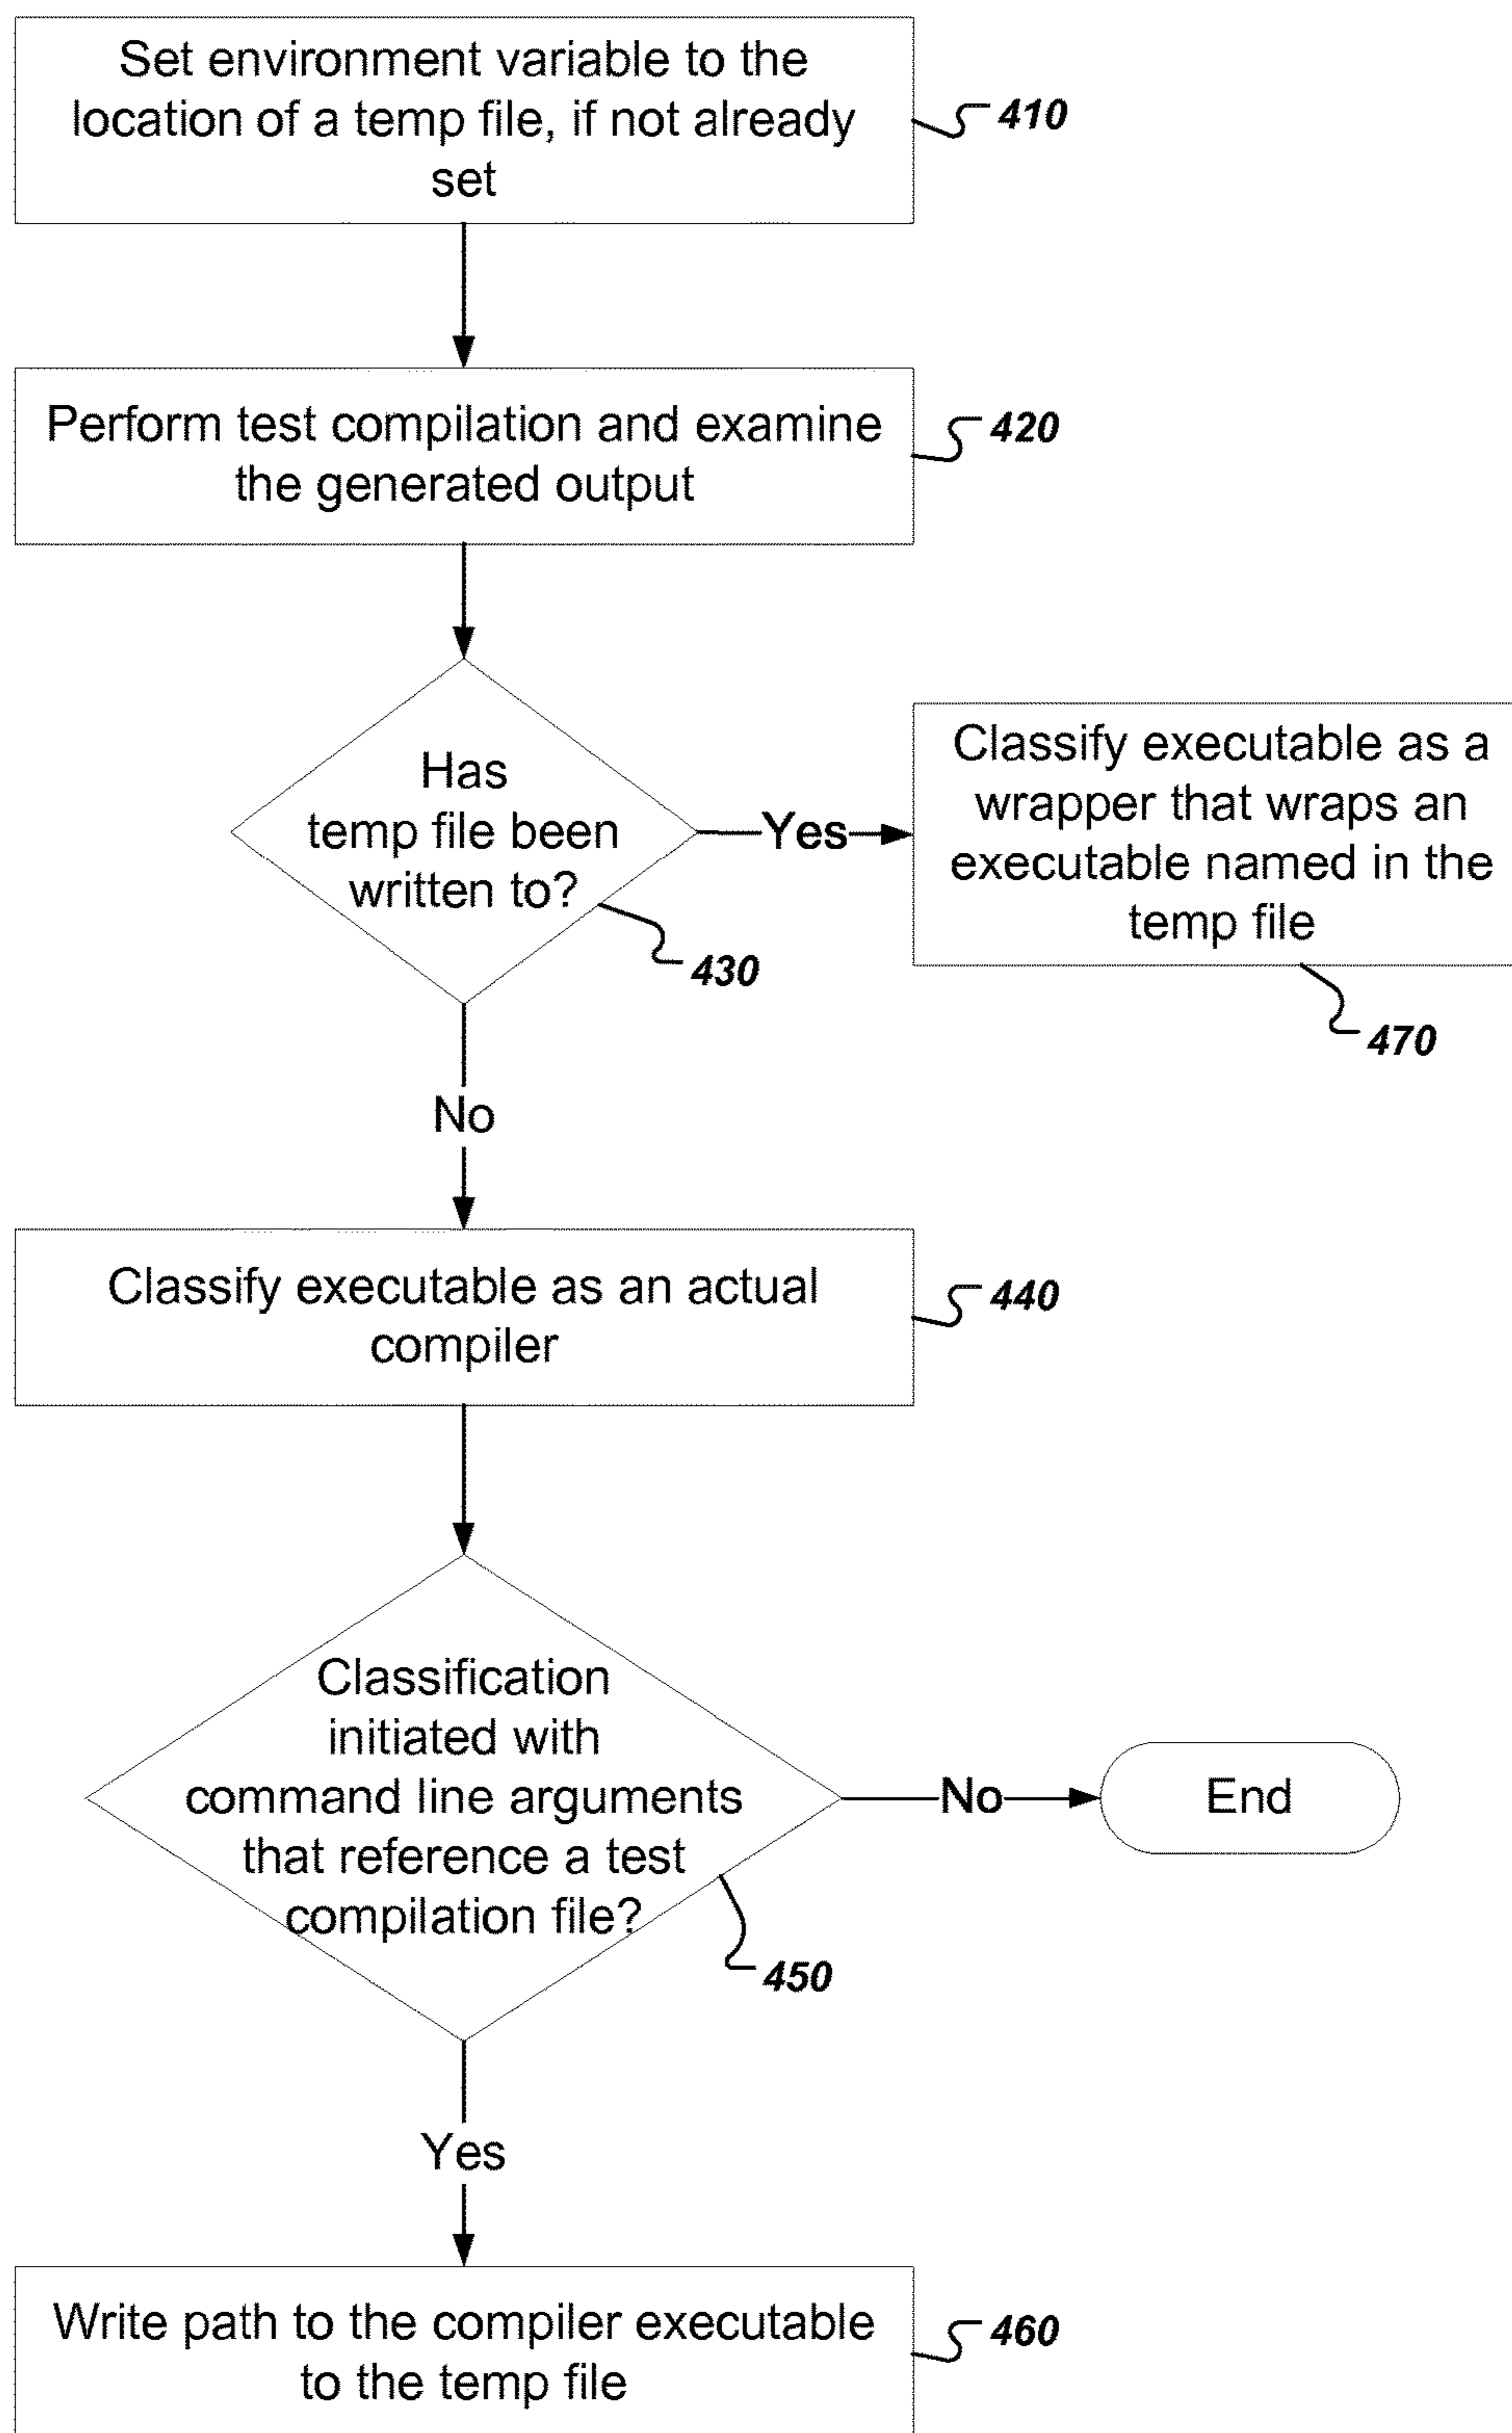 Set environment variable to the
location of a temp file, if not already
set
410
Perform test compilation and examine
the generated output
420
Has
temp file been
written to?
430
Yes
Classify executable as a
wrapper that wraps an
executable named in the
temp file
470
No
Classify executable as an actual
compiler
440
Classification
initiated with
command line arguments
that reference a test
compilation file?
450
No
End
Yes
Write path to the compiler executable
to the temp file
460